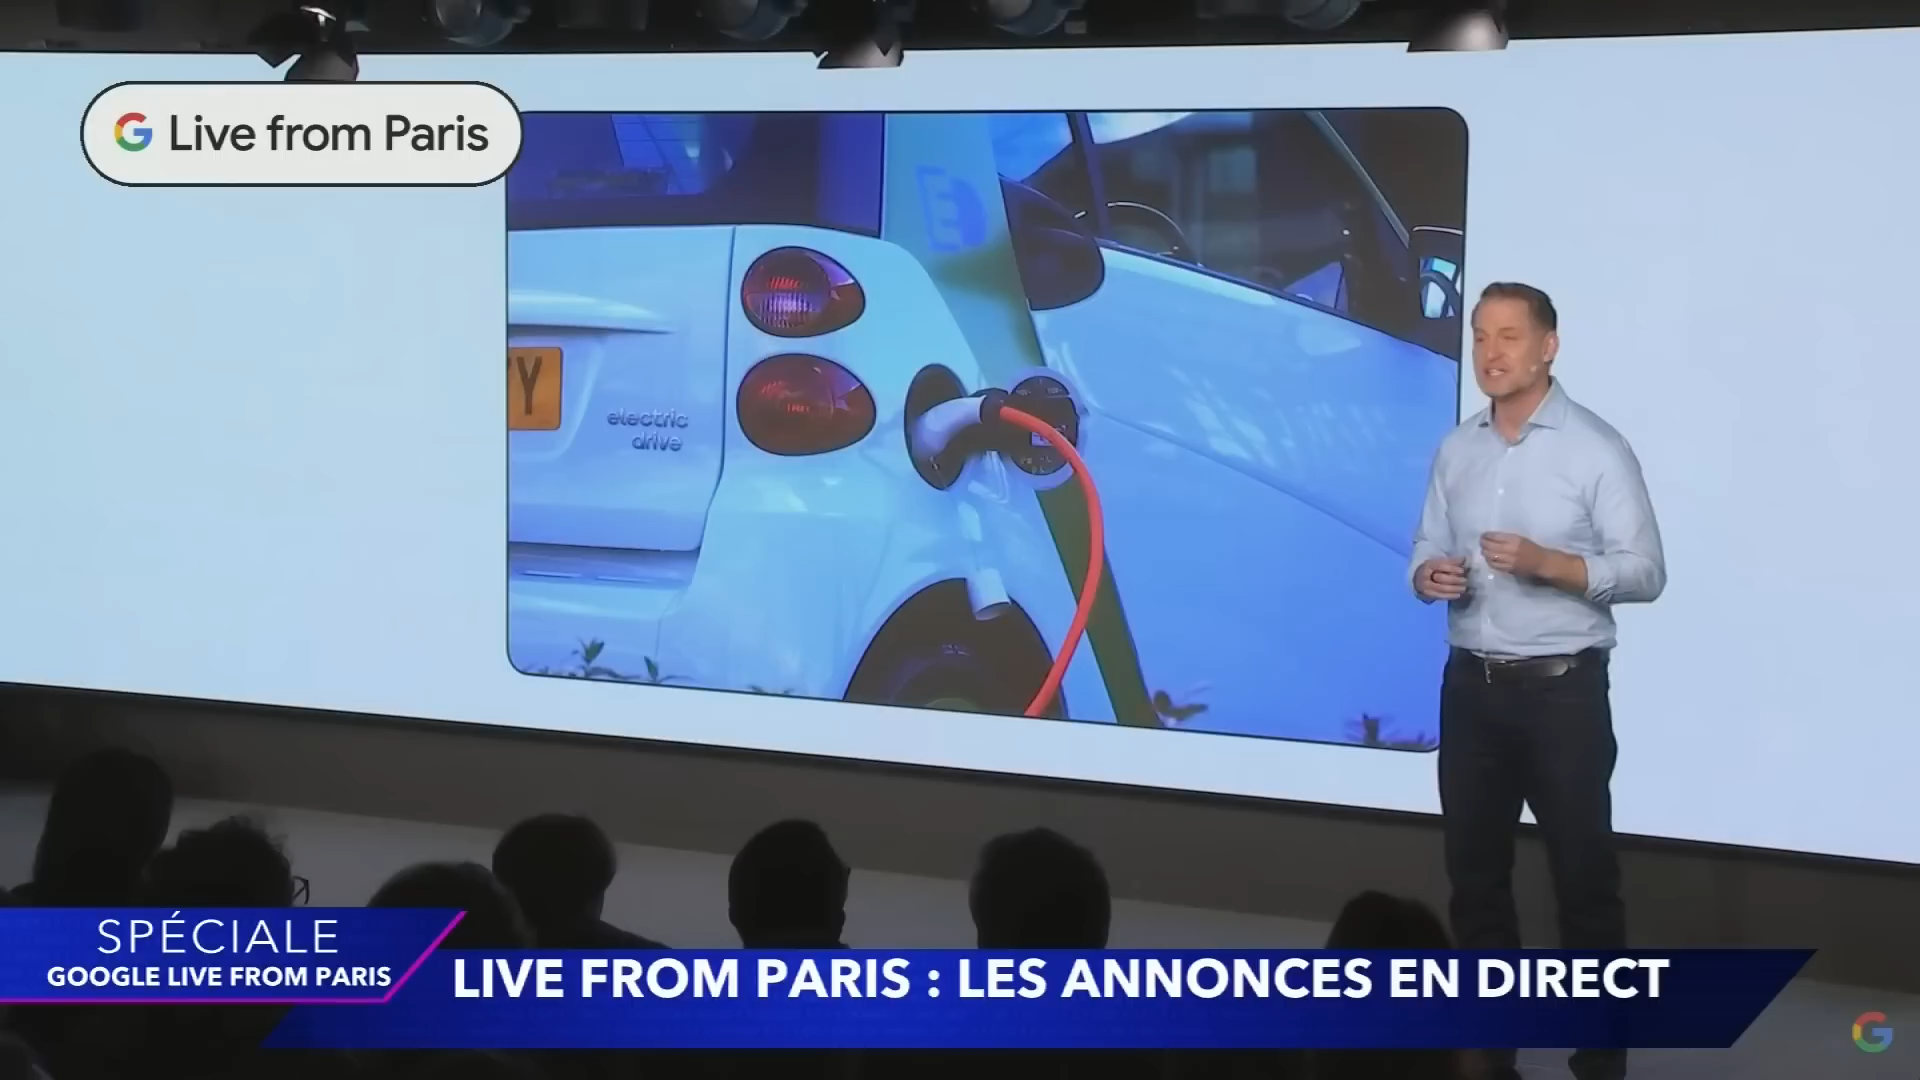 Live from Paris
Y
electric
drive
SPÉCIALE
GOOGLE LIVE FROM PARIS
LIVE FROM PARIS : LES ANNONCES EN DIRECT